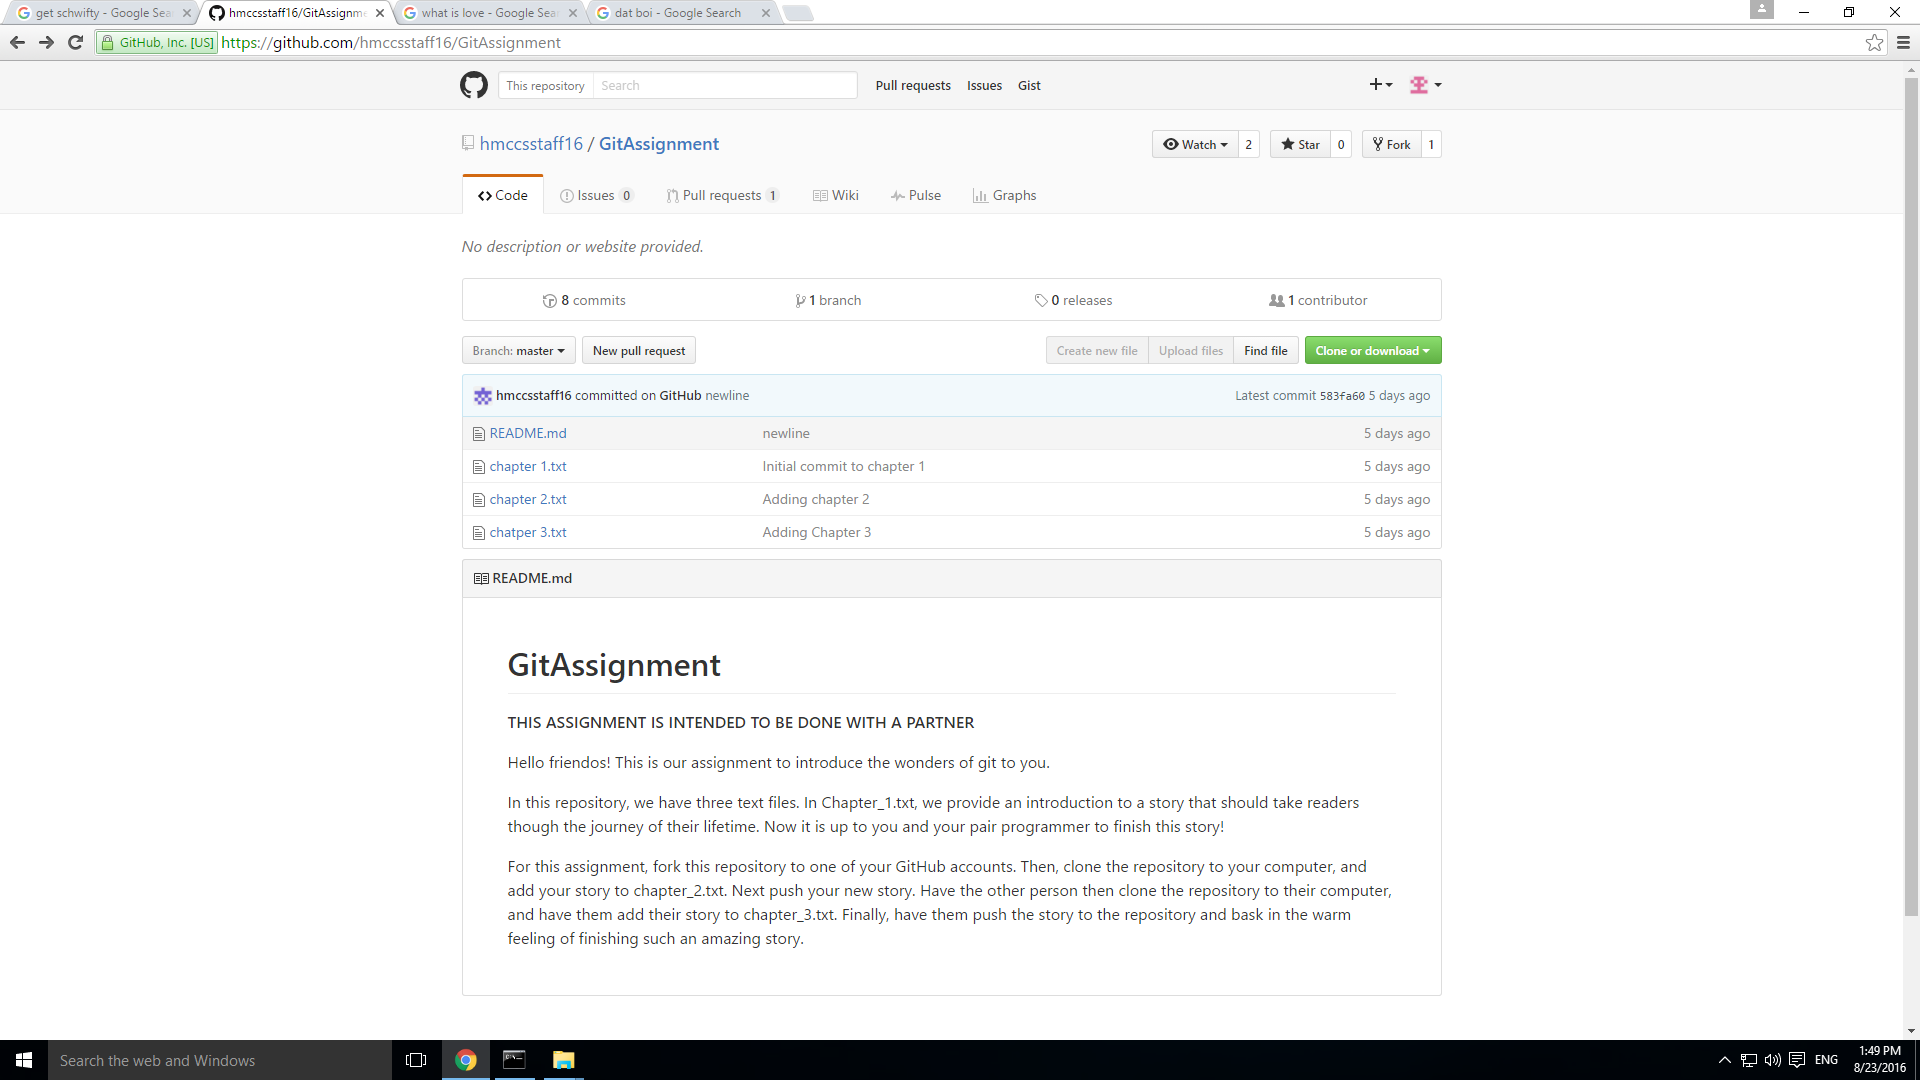 get schwifty - Google Sea
hmccsstaff16/GitAssignme
what is love - Google Sea
dat boi - Google Search
GitHub, Inc. [US] https://github.com/hmccsstaff16/GitAssignment
This repository Search Pull requests Issues Gist
hmccsstaff16 / GitAssignment
Watch 2 Star 0 Fork 1
Code Issues 0 Pull requests 1 Wiki Pulse Graphs
No description or website provided.
8 commits 1 branch 0 releases 1 contributor
Branch: master New pull request Create new file Upload files Find file Clone or download
hmccsstaff16 committed on GitHub newline Latest commit 583fa60 5 days ago
README.md newline 5 days ago
chapter 1.txt Initial commit to chapter 1 5 days ago
chapter 2.txt Adding chapter 2 5 days ago
chatper 3.txt Adding Chapter 3 5 days ago
README.md
GitAssignment
THIS ASSIGNMENT IS INTENDED TO BE DONE WITH A PARTNER
Hello friendos! This is our assignment to introduce the wonders of git to you.
In this repository, we have three text files. In Chapter_1.txt, we provide an introduction to a story that should take readers
though the journey of their lifetime. Now it is up to you and your pair programmer to finish this story!
For this assignment, fork this repository to one of your GitHub accounts. Then, clone the repository to your computer, and
add your story to chapter_2.txt. Next push your new story. Have the other person then clone the repository to their computer,
and have them add their story to chapter_3.txt. Finally, have them push the story to the repository and bask in the warm
feeling of finishing such an amazing story.
Search the web and Windows
ENG
1:49 PM
8/23/2016